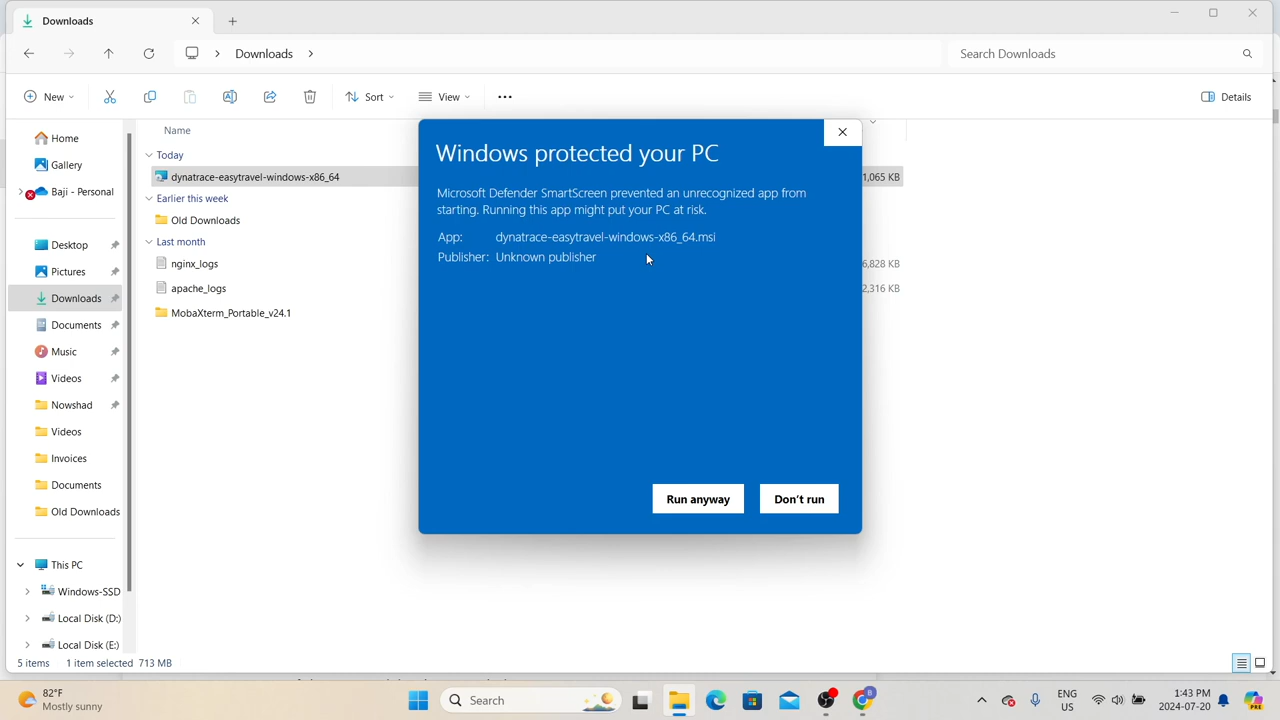 Downloads
Downloads
Search Downloads
New
Sort
View
Details
Name
Home
Gallery
Baji - Personal
Desktop
Pictures
Downloads
Documents
Music
Videos
Nowshad
Videos
Invoices
Documents
Old Downloads
This PC
Windows-SSD
Local Disk (D:)
Local Disk (E:)
Today
dynatrace-easytravel-windows-x86_64
1,065 KB
Earlier this week
Old Downloads
Last month
nginx_logs
6,828 KB
apache_logs
2,316 KB
MobaXterm_Portable_v24.1
Windows protected your PC
Microsoft Defender SmartScreen prevented an unrecognized app from
starting. Running this app might put your PC at risk.
App: dynatrace-easytravel-windows-x86_64.msi
Publisher: Unknown publisher
Run anyway
Don't run
5 items 1 item selected 713 MB
82°F
Mostly sunny
Search
B
ENG
US
1:43 PM
2024-07-20
PRE